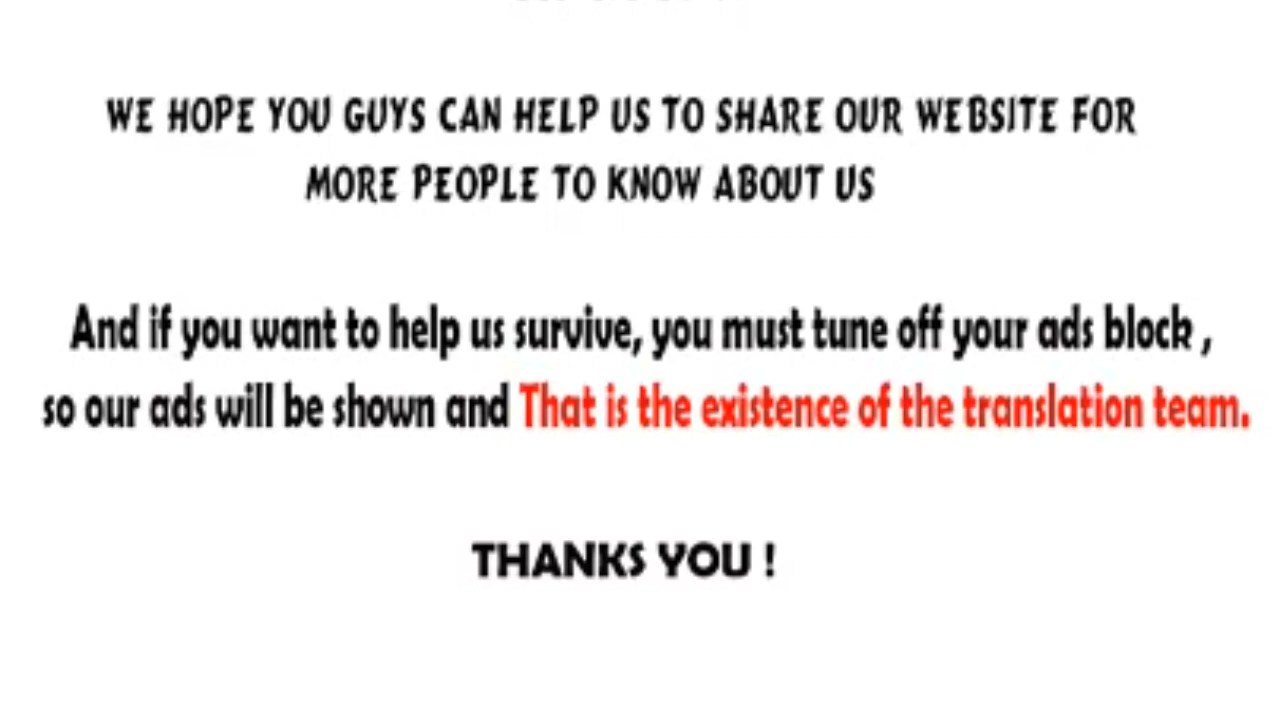 WE HOPE YOU GUYS CAN HELP US TO SHARE OUR WEBSITE FOR
MORE PEOPLE TO KNOW ABOUT US
And if you want to help us survive, you must tune off your ads block ,
so our ads will be shown and That is the existence of the translation team.
THANKS YOU !